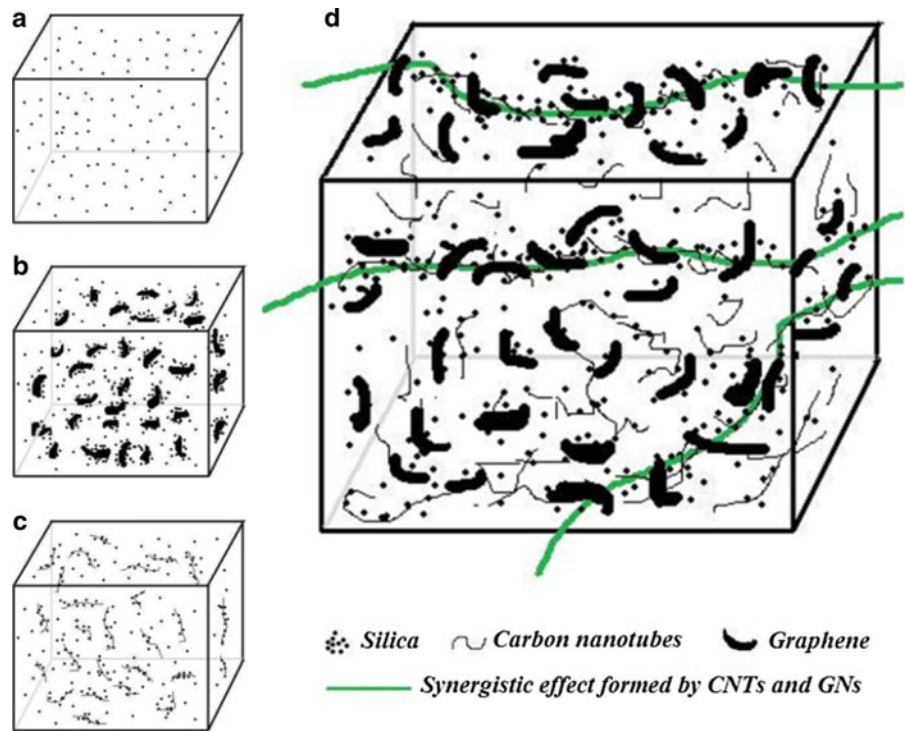 a
b
c
d
Silica
Carbon nanotubes
Graphene
Synergistic effect formed by CNTs and GNs